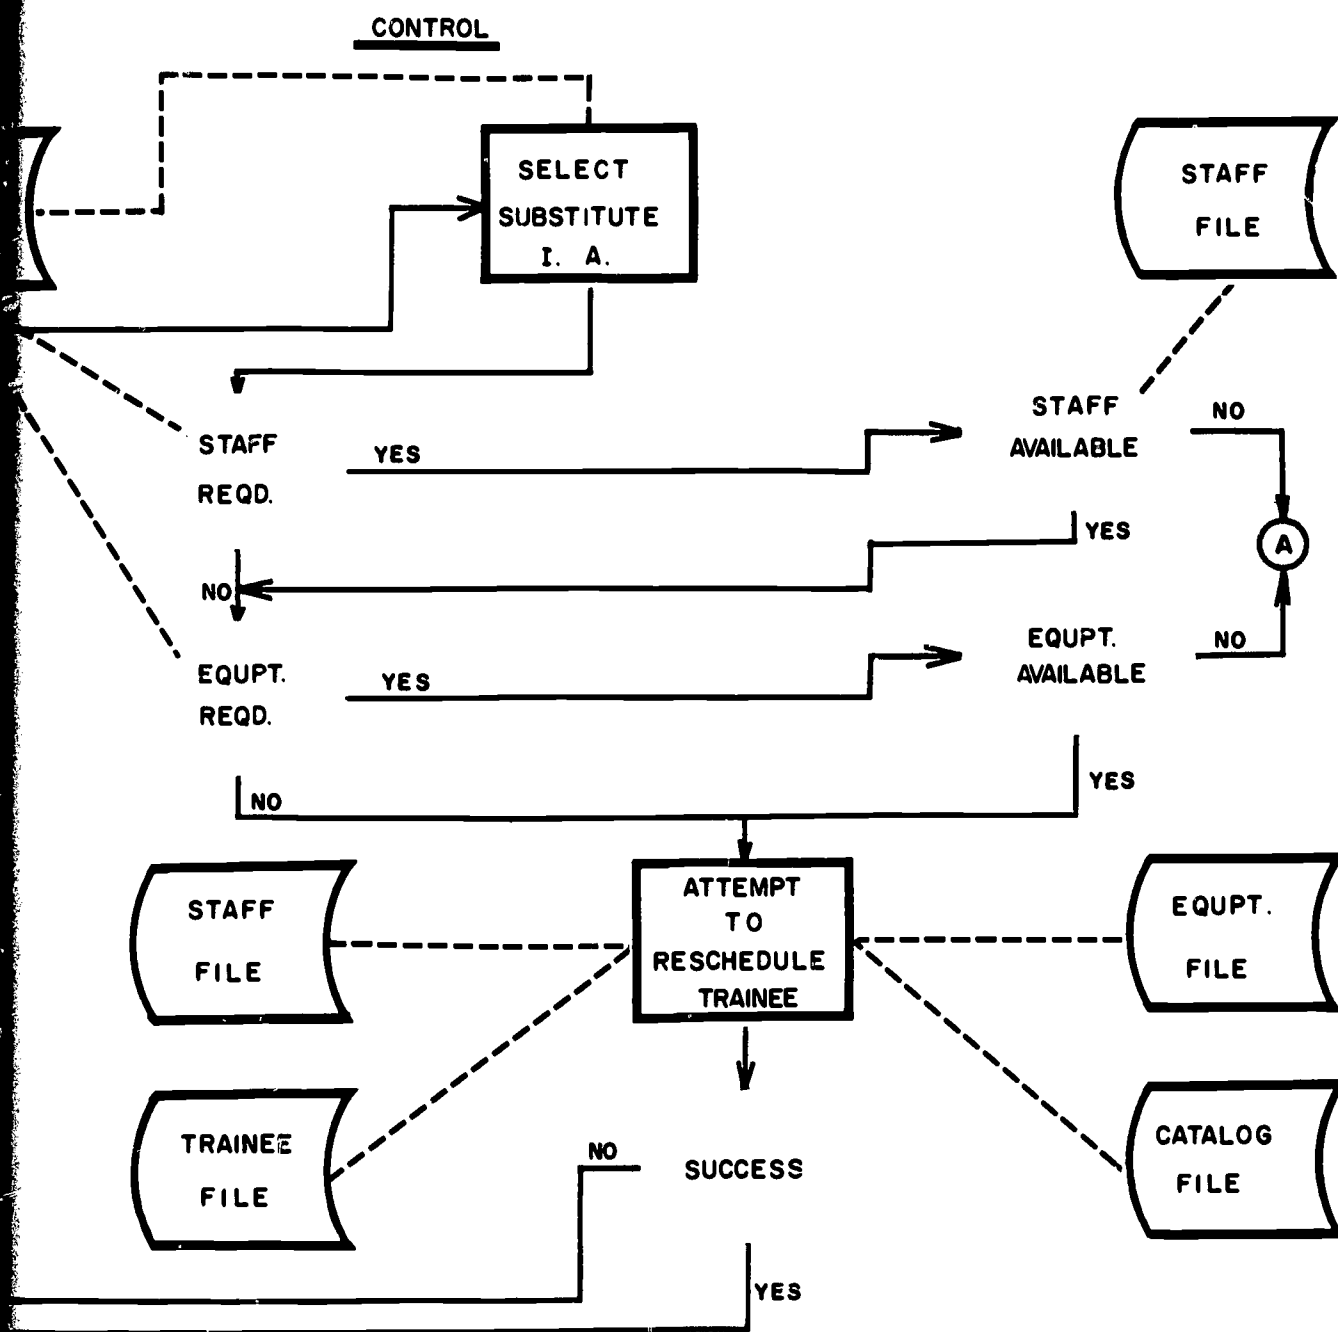 CONTROL
SELECT
SUBSTITUTE
I. A.
STAFF
FILE
STAFF
REQD.
YES
STAFF
AVAILABLE
NO
YES
A
NO
EQUPT.
REQD.
YES
EQUPT.
AVAILABLE
NO
NO
YES
STAFF
FILE
ATTEMPT
TO
RESCHEDULE
TRAINEE
EQUPT.
FILE
TRAINEE
FILE
NO
SUCCESS
CATALOG
FILE
YES